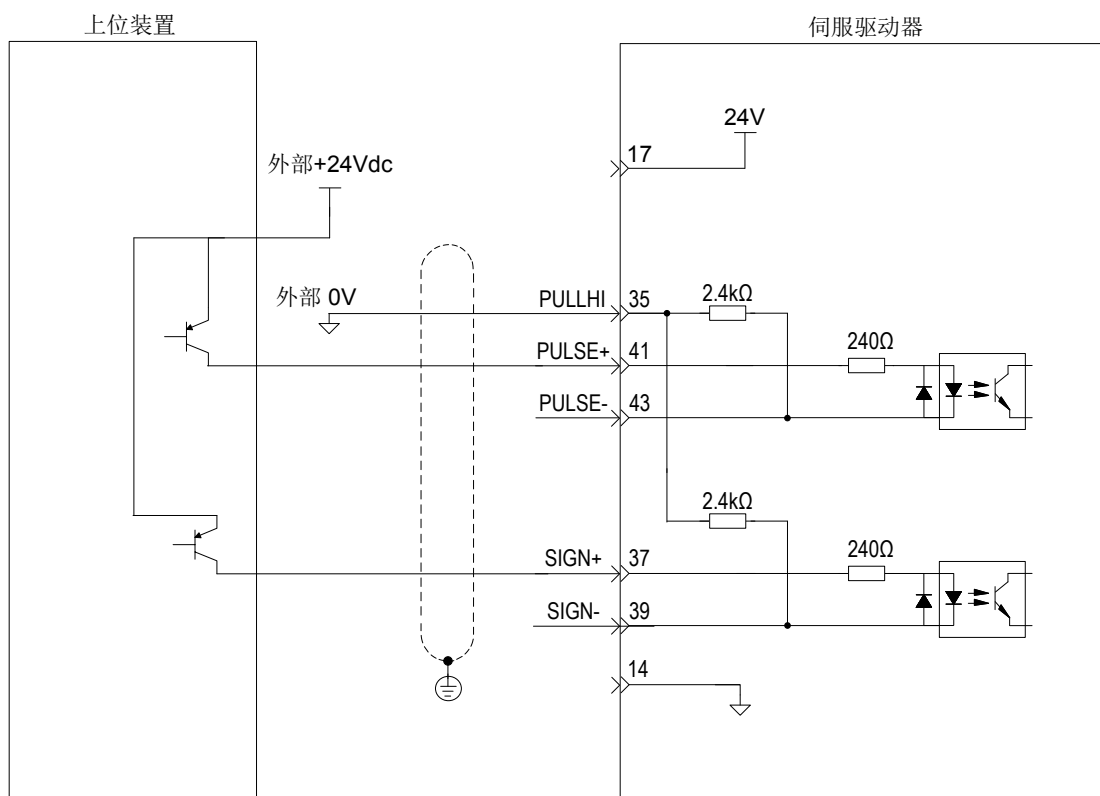 上位装置
伺服驱动器
24V
17
外部+24Vdc
外部 0V
PULLHI
35
2.4kΩ
240Ω
PULSE+
41
PULSE-
43
2.4kΩ
240Ω
SIGN+
37
SIGN-
39
14